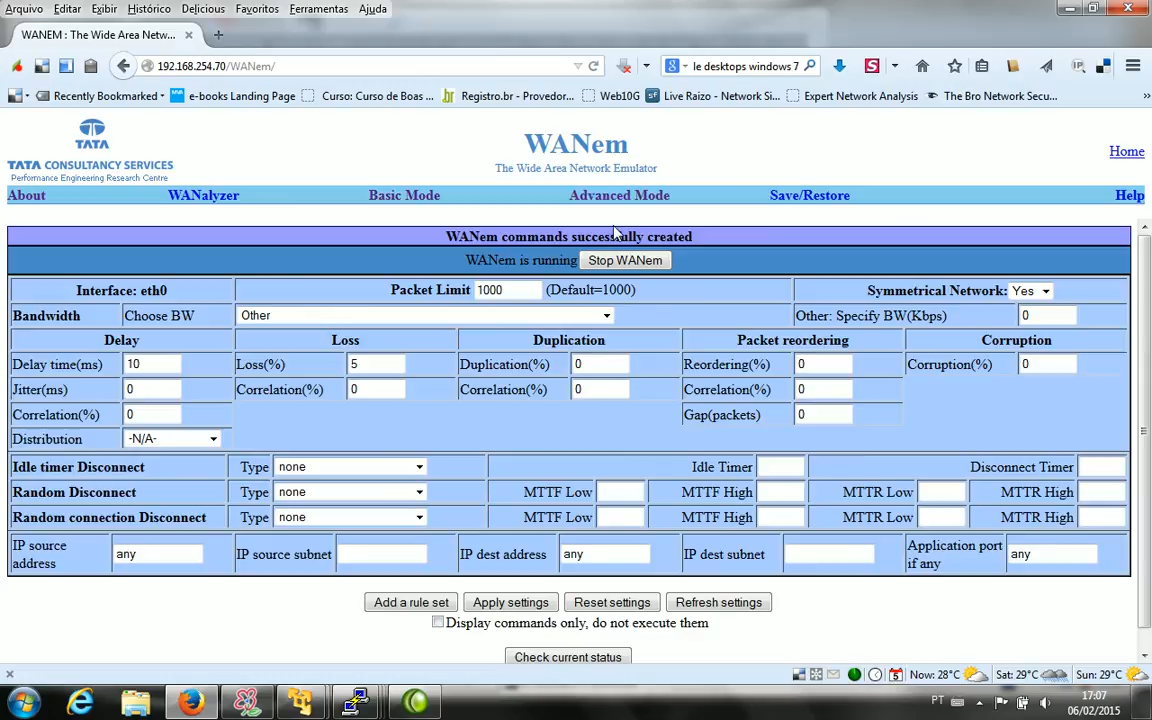 Arquivo Editar Exibir Histórico Delicious Favoritos Ferramentas Ajuda
WANEM : The Wide Area Netw...
192.168.254.70/WANem/
le desktops windows 7
Recently Bookmarked e-books Landing Page Curso: Curso de Boas ... Registro.br - Provedor... Web10G Live Raizo - Network Si... Expert Network Analysis The Bro Network Secu... »
TATA
TATA CONSULTANCY SERVICES
Performance Engineering Research Centre
WANem
The Wide Area Network Emulator
Home
About WANalyzer Basic Mode Advanced Mode Save/Restore Help
WANem commands successfully created
WANem is running Stop WANem
Interface: eth0 Packet Limit 1000 (Default=1000) Symmetrical Network: Yes
Bandwidth Choose BW Other Other: Specify BW(Kbps) 0
Delay Loss Duplication Packet reordering Corruption
Delay time(ms) 10 Loss(%) 5 Duplication(%) 0 Reordering(%) 0 Corruption(%) 0
Jitter(ms) 0 Correlation(%) 0 Correlation(%) 0 Correlation(%) 0
Correlation(%) 0 Gap(packets) 0
Distribution -N/A-
Idle timer Disconnect Type none Idle Timer Disconnect Timer
Random Disconnect Type none MTTF Low MTTF High MTTR Low MTTR High
Random connection Disconnect Type none MTTF Low MTTF High MTTR Low MTTR High
IP source address any IP source subnet IP dest address any IP dest subnet Application port if any any
Add a rule set Apply settings Reset settings Refresh settings
Display commands only, do not execute them
Check current status
Now: 28°C Sat: 29°C Sun: 29°C
PT 17:07
06/02/2015